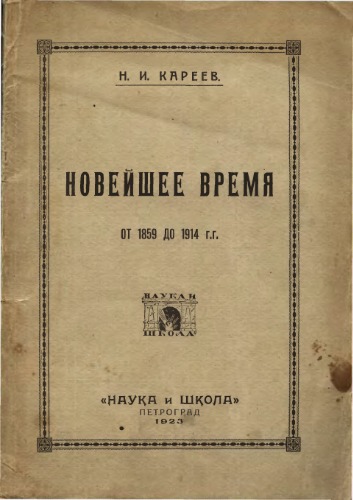 Н. И. КАРЕЕВ.
НОВЕЙШЕЕ ВРЕМЯ
ОТ 1859 ДО 1914 г.г.
НАУКА И
ШКОЛА
«НАУКА и ШКОЛА»
ПЕТРОГРАД
1923